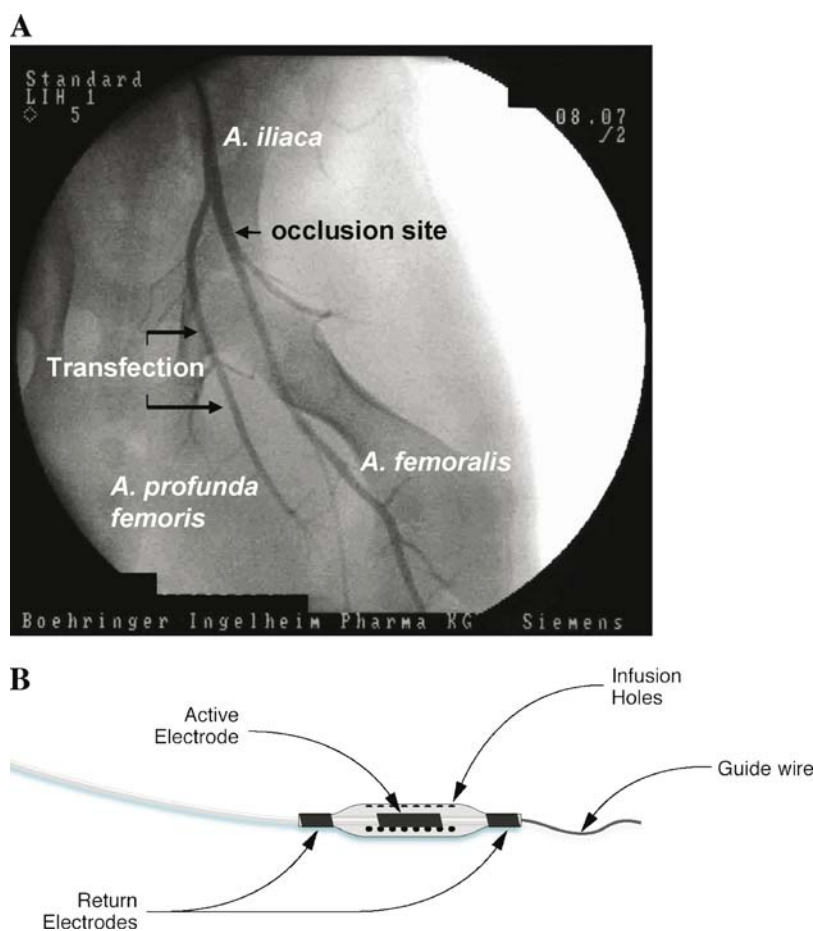 A
Standard
LIH 1
5
08.07
/2
A. iliaca
occlusion site
Transfection
A. femoralis
A. profunda
femoris
Boehringer Ingelheim Pharma KG Siemens
B
Infusion
Holes
Active
Electrode
Guide wire
Return
Electrodes